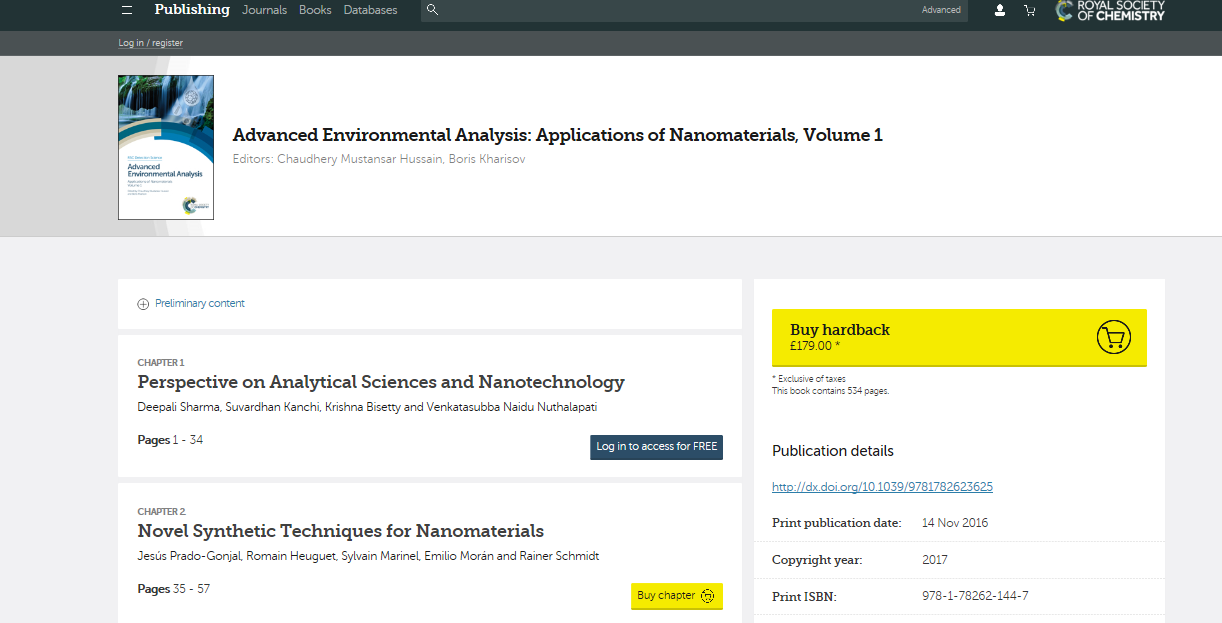 Publishing Journals Books Databases Advanced
ROYAL SOCIETY
OF CHEMISTRY
Log in / register
Advanced
Environmental Analysis
Advanced Environmental Analysis: Applications of Nanomaterials, Volume 1
Editors: Chaudhery Mustansar Hussain, Boris Kharisov
Preliminary content
CHAPTER 1
Perspective on Analytical Sciences and Nanotechnology
Deepali Sharma, Suvardhan Kanchi, Krishna Bisetty and Venkatasubba Naidu Nuthalapati
Pages 1 - 34
Log in to access for FREE
CHAPTER 2
Novel Synthetic Techniques for Nanomaterials
Jesús Prado-Gonjal, Romain Heuguet, Sylvain Marinel, Emilio Morán and Rainer Schmidt
Pages 35 - 57
Buy chapter
Buy hardback
£179.00 *
* Exclusive of taxes
This book contains 534 pages.
Publication details
http://dx.doi.org/10.1039/9781782623625
Print publication date: 14 Nov 2016
Copyright year: 2017
Print ISBN: 978-1-78262-144-7